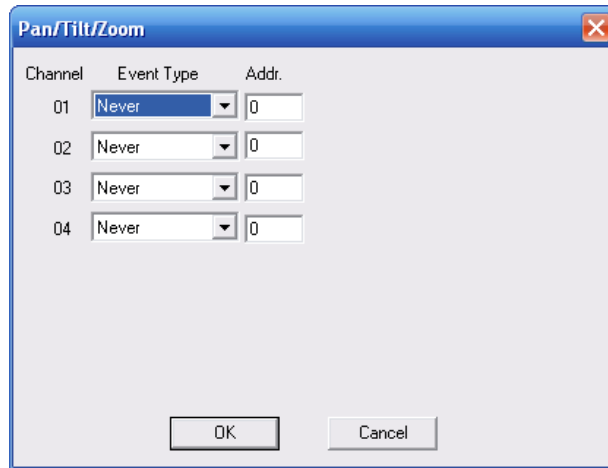 Pan/Tilt/Zoom
Channel Event Type Addr.
01 Never 0
02 Never 0
03 Never 0
04 Never 0
OK Cancel